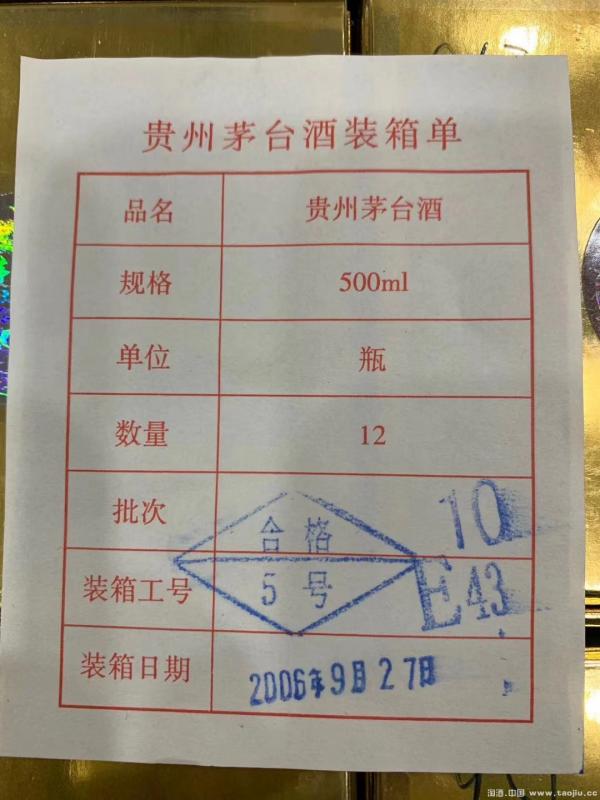 贵州茅台酒装箱单
品名 贵州茅台酒
规格 500ml
单位 瓶
数量 12
批次 10
合格
装箱工号 5号 E43
装箱日期 2006年9月27日
淘酒.中国 www.taojiu.cc